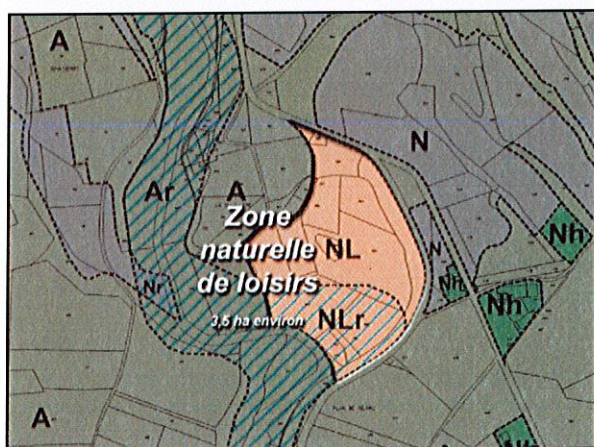 A
N
Ar
A
Zone
naturelle
de loisirs
3,5 ha environ
NL
NLr
N
Nh
Nh
Nh
Nr
A